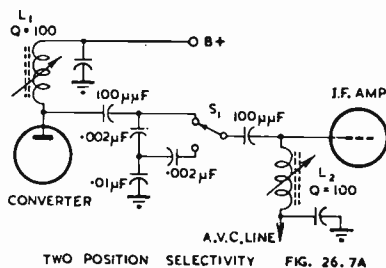 L₁
Q = 100
B+
100μμF
S₁
100μμF
I.F. AMP
.002μF
.002μF
.01μF
L₂
Q = 100
CONVERTER
A.V.C. LINE
TWO POSITION SELECTIVITY FIG. 26.7A